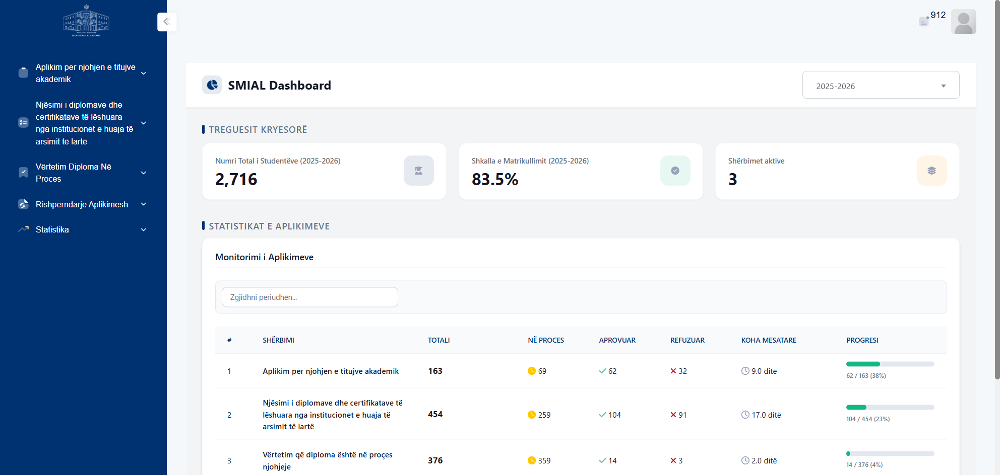 MINISTRIA E ARSIMIT
912
Aplikim per njohjen e titujve
akademik
Njësimi i diplomave dhe
certifikatave të lëshuara
nga institucionet e huaja të
arsimit të lartë
Vërtetim Diploma Në
Proces
Rishpërndarje Aplikimesh
Statistika
SMIAL Dashboard
2025-2026
TREGUESIT KRYESORË
Numri Total i Studentëve (2025-2026)
2,716
Shkalla e Matrikullimit (2025-2026)
83.5%
Shërbimet aktive
3
STATISTIKAT E APLIKIMEVE
Monitorimi i Aplikimeve
Zgjidhni periudhën...
# SHËRBIMI TOTALI NË PROCES APROVUAR REFUZUAR KOHA MESATARE PROGRESI
1 Aplikim per njohjen e titujve akademik 163 69 62 32 9.0 ditë
62 / 163 (38%)
Njësimi i diplomave dhe certifikatave të
2 lëshuara nga institucionet e huaja të 454 259 104 91 17.0 ditë
104 / 454 (23%)
arsimit të lartë
Vërtetim që diploma është në proçes
3 376 359 14 3 2.0 ditë
14 / 376 (4%)
njohjeje